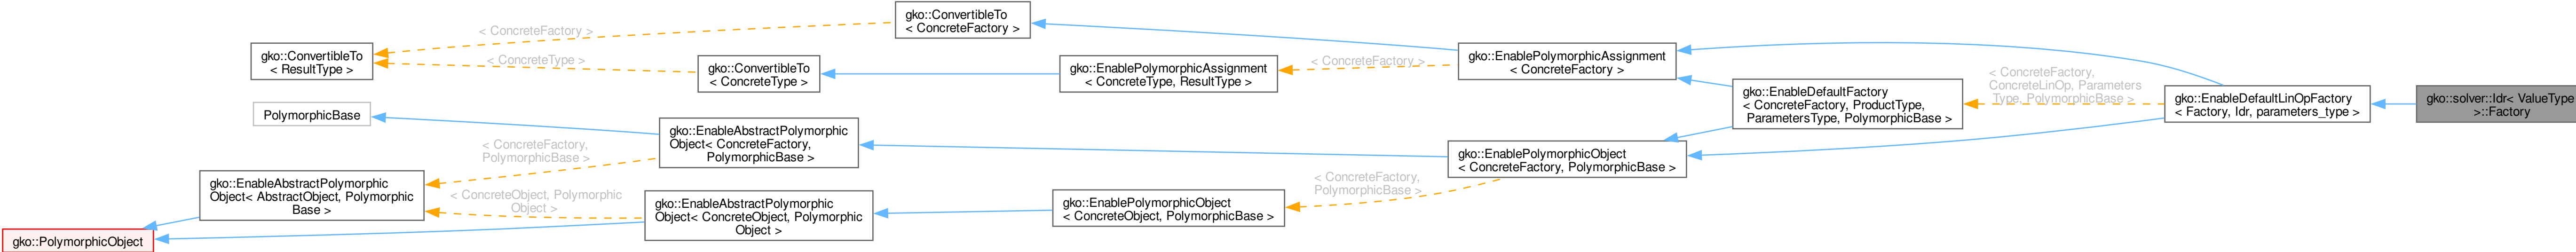 gko::ConvertibleTo
< ConcreteFactory >
< ConcreteFactory >
gko::ConvertibleTo
< ResultType >
< ConcreteType >
gko::ConvertibleTo
< ConcreteType >
gko::EnablePolymorphicAssignment
< ConcreteType, ResultType >
< ConcreteFactory >
gko::EnablePolymorphicAssignment
< ConcreteFactory >
gko::EnableDefaultFactory
< ConcreteFactory, ProductType,
ParametersType, PolymorphicBase >
< ConcreteFactory,
ConcreteLinOp, Parameters
Type, PolymorphicBase >
gko::EnableDefaultLinOpFactory
< Factory, Idr, parameters_type >
gko::solver::Idr< ValueType
>::Factory
PolymorphicBase
gko::EnableAbstractPolymorphic
Object< ConcreteFactory,
PolymorphicBase >
< ConcreteFactory,
PolymorphicBase >
gko::EnablePolymorphicObject
< ConcreteFactory, PolymorphicBase >
gko::EnableAbstractPolymorphic
Object< AbstractObject, Polymorphic
Base >
< ConcreteObject, Polymorphic
Object >
gko::EnableAbstractPolymorphic
Object< ConcreteObject, Polymorphic
Object >
gko::EnablePolymorphicObject
< ConcreteObject, PolymorphicBase >
< ConcreteFactory,
PolymorphicBase >
gko::PolymorphicObject